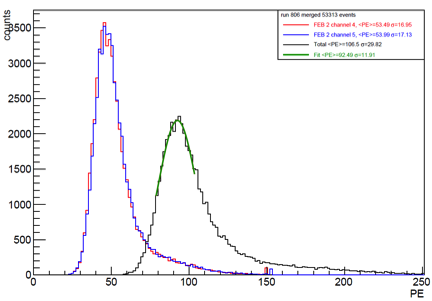 counts
run 806 merged 53313 events
FEB 2 channel 4, <PE>=53.49 σ=16.95
FEB 2 channel 5, <PE>=53.99 σ=17.13
Total <PE>=106.5 σ=29.82
Fit <PE>=92.49 σ=11.91
3500
3000
2500
2000
1500
1000
500
0
0 50 100 150 200 250
PE